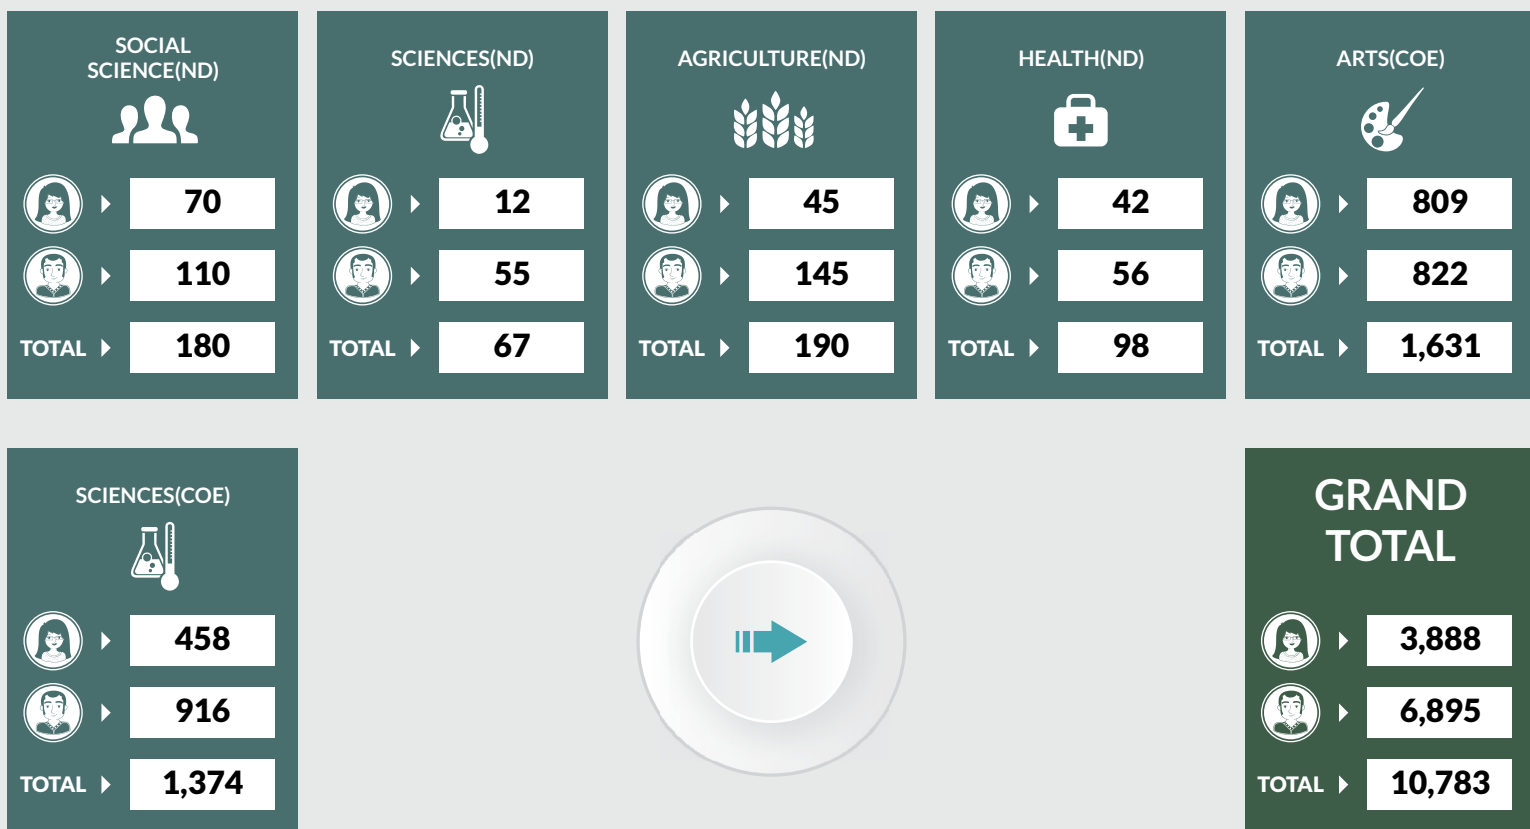 SOCIAL
SCIENCE(ND)
70
110
TOTAL 180
SCIENCES(ND)
12
55
TOTAL 67
AGRICULTURE(ND)
45
145
TOTAL 190
HEALTH(ND)
42
56
TOTAL 98
ARTS(COE)
809
822
TOTAL 1,631
SCIENCES(COE)
458
916
TOTAL 1,374
GRAND
TOTAL
3,888
6,895
TOTAL 10,783